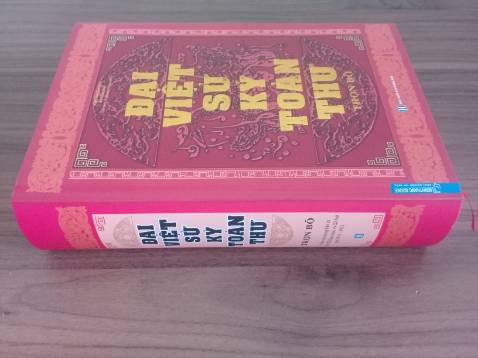 ĐẠI
VIỆT
SỬ
KÝ
TOÀN
THƯ
TRỌN BỘ
ĐẠI
VIỆT
SỬ
KÝ
TOÀN
THƯ
TRỌN BỘ